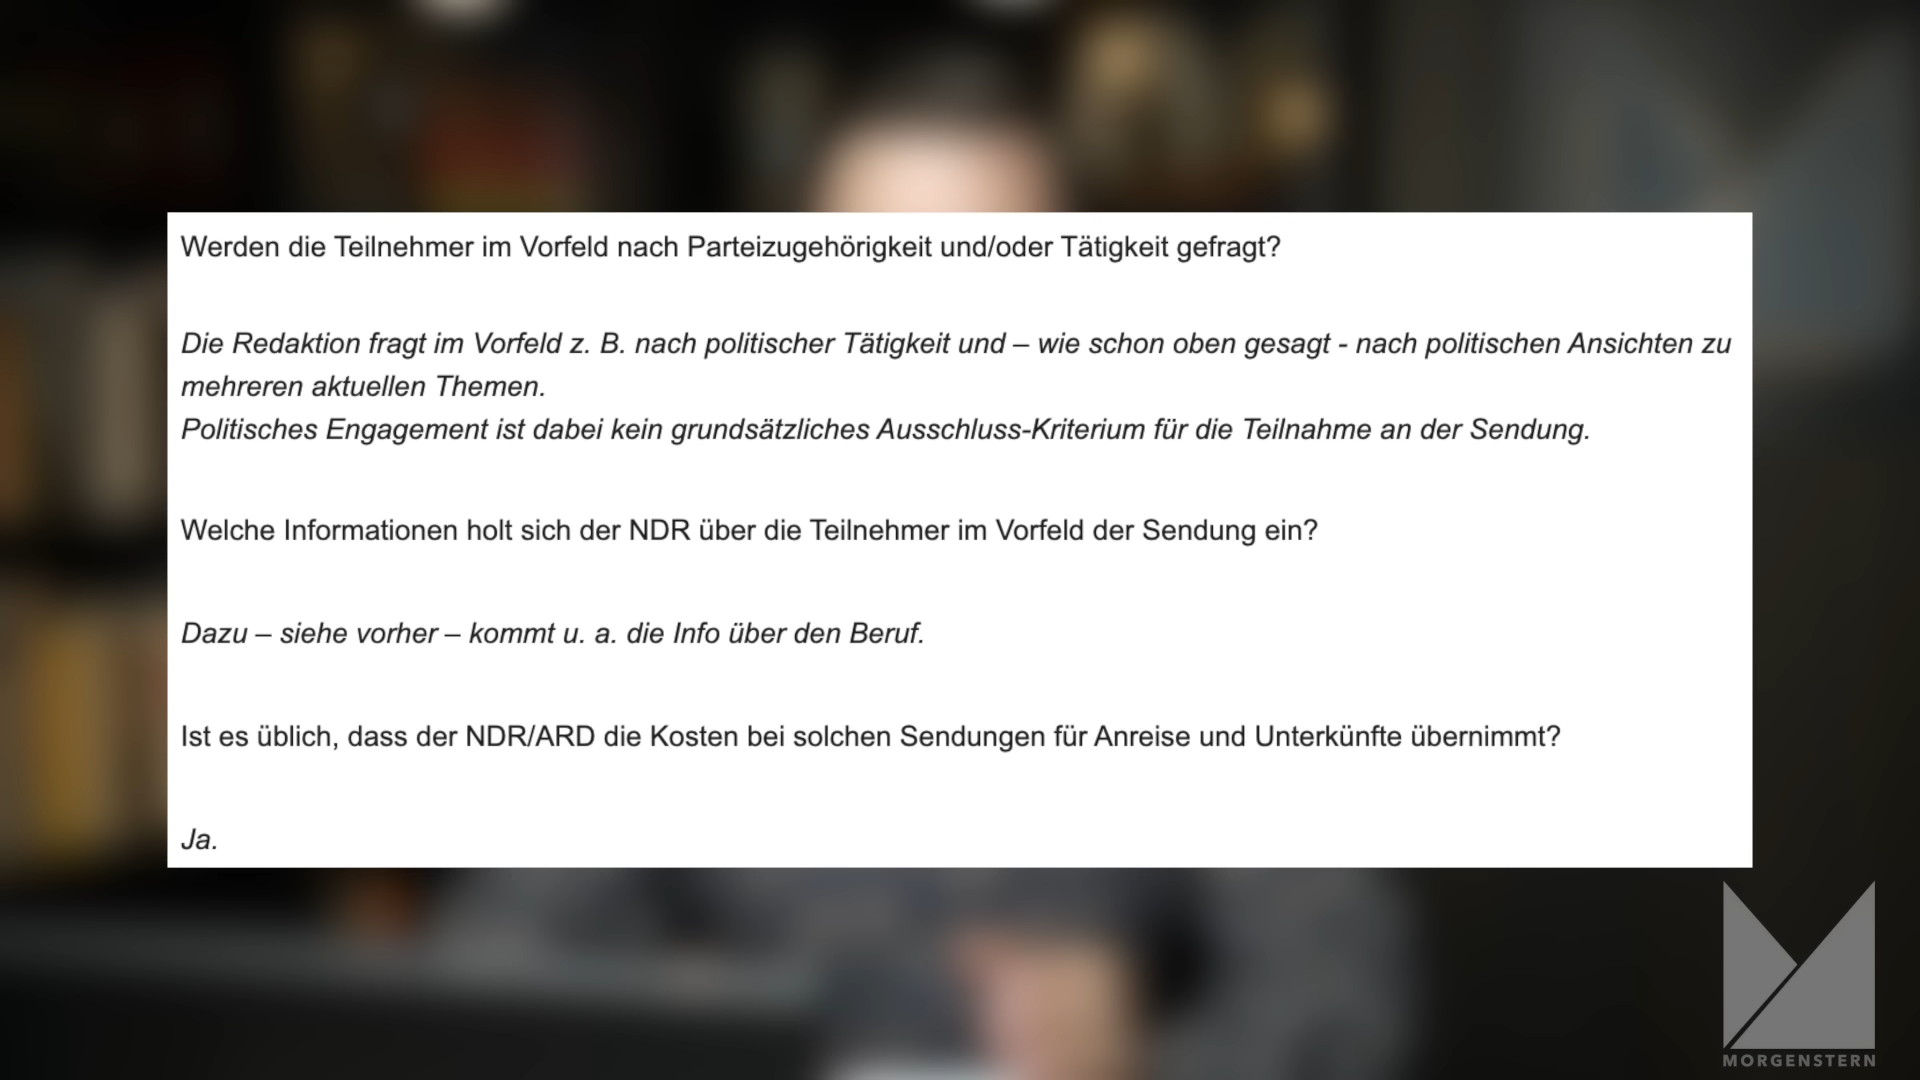 Werden die Teilnehmer im Vorfeld nach Parteizugehörigkeit und/oder Tätigkeit gefragt?
Die Redaktion fragt im Vorfeld z. B. nach politischer Tätigkeit und – wie schon oben gesagt - nach politischen Ansichten zu
mehreren aktuellen Themen.
Politisches Engagement ist dabei kein grundsätzliches Ausschluss-Kriterium für die Teilnahme an der Sendung.
Welche Informationen holt sich der NDR über die Teilnehmer im Vorfeld der Sendung ein?
Dazu – siehe vorher – kommt u. a. die Info über den Beruf.
Ist es üblich, dass der NDR/ARD die Kosten bei solchen Sendungen für Anreise und Unterkünfte übernimmt?
Ja.
MORGENSTERN